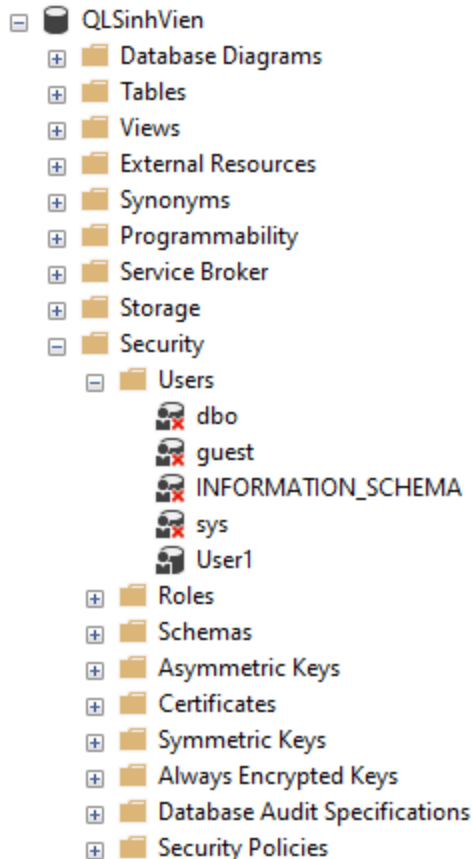 QLSinhVien
Database Diagrams
Tables
Views
External Resources
Synonyms
Programmability
Service Broker
Storage
Security
Users
dbo
guest
INFORMATION_SCHEMA
sys
User1
Roles
Schemas
Asymmetric Keys
Certificates
Symmetric Keys
Always Encrypted Keys
Database Audit Specifications
Security Policies